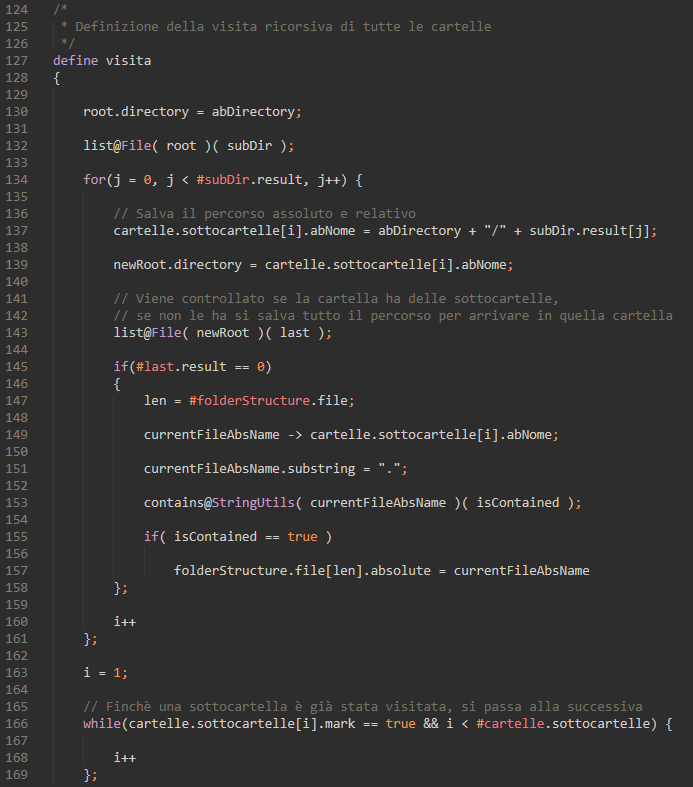 124 /*
125  * Definizione della visita ricorsiva di tutte le cartelle
126  */
127 define visita
128 {
129
130     root.directory = abDirectory;
131
132     list@File( root )( subDir );
133
134     for(j = 0, j < #subDir.result, j++) {
135
136         // Salva il percorso assoluto e relativo
137         cartelle.sottocartelle[i].abNome = abDirectory + "/" + subDir.result[j];
138
139         newRoot.directory = cartelle.sottocartelle[i].abNome;
140
141         // Viene controllato se la cartella ha delle sottocartelle,
142         // se non le ha si salva tutto il percorso per arrivare in quella cartella
143         list@File( newRoot )( last );
144
145         if(#last.result == 0)
146         {
147             len = #folderStructure.file;
148
149             currentFileAbsName -> cartelle.sottocartelle[i].abNome;
150
151             currentFileAbsName.substring = ".";
152
153             contains@StringUtils( currentFileAbsName )( isContained );
154
155             if( isContained == true )
156
157                 folderStructure.file[len].absolute = currentFileAbsName
158         };
159
160         i++
161     };
162
163     i = 1;
164
165     // Finchè una sottocartella è già stata visitata, si passa alla successiva
166     while(cartelle.sottocartelle[i].mark == true && i < #cartelle.sottocartelle) {
167
168         i++
169     };